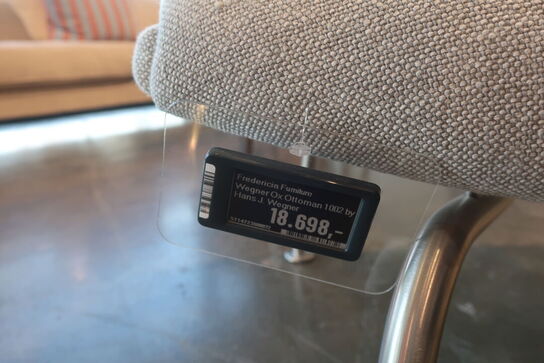 Fredericia Furniture
Wegner Ox Ottoman 1002 by
Hans J. Wegner
18.698,-